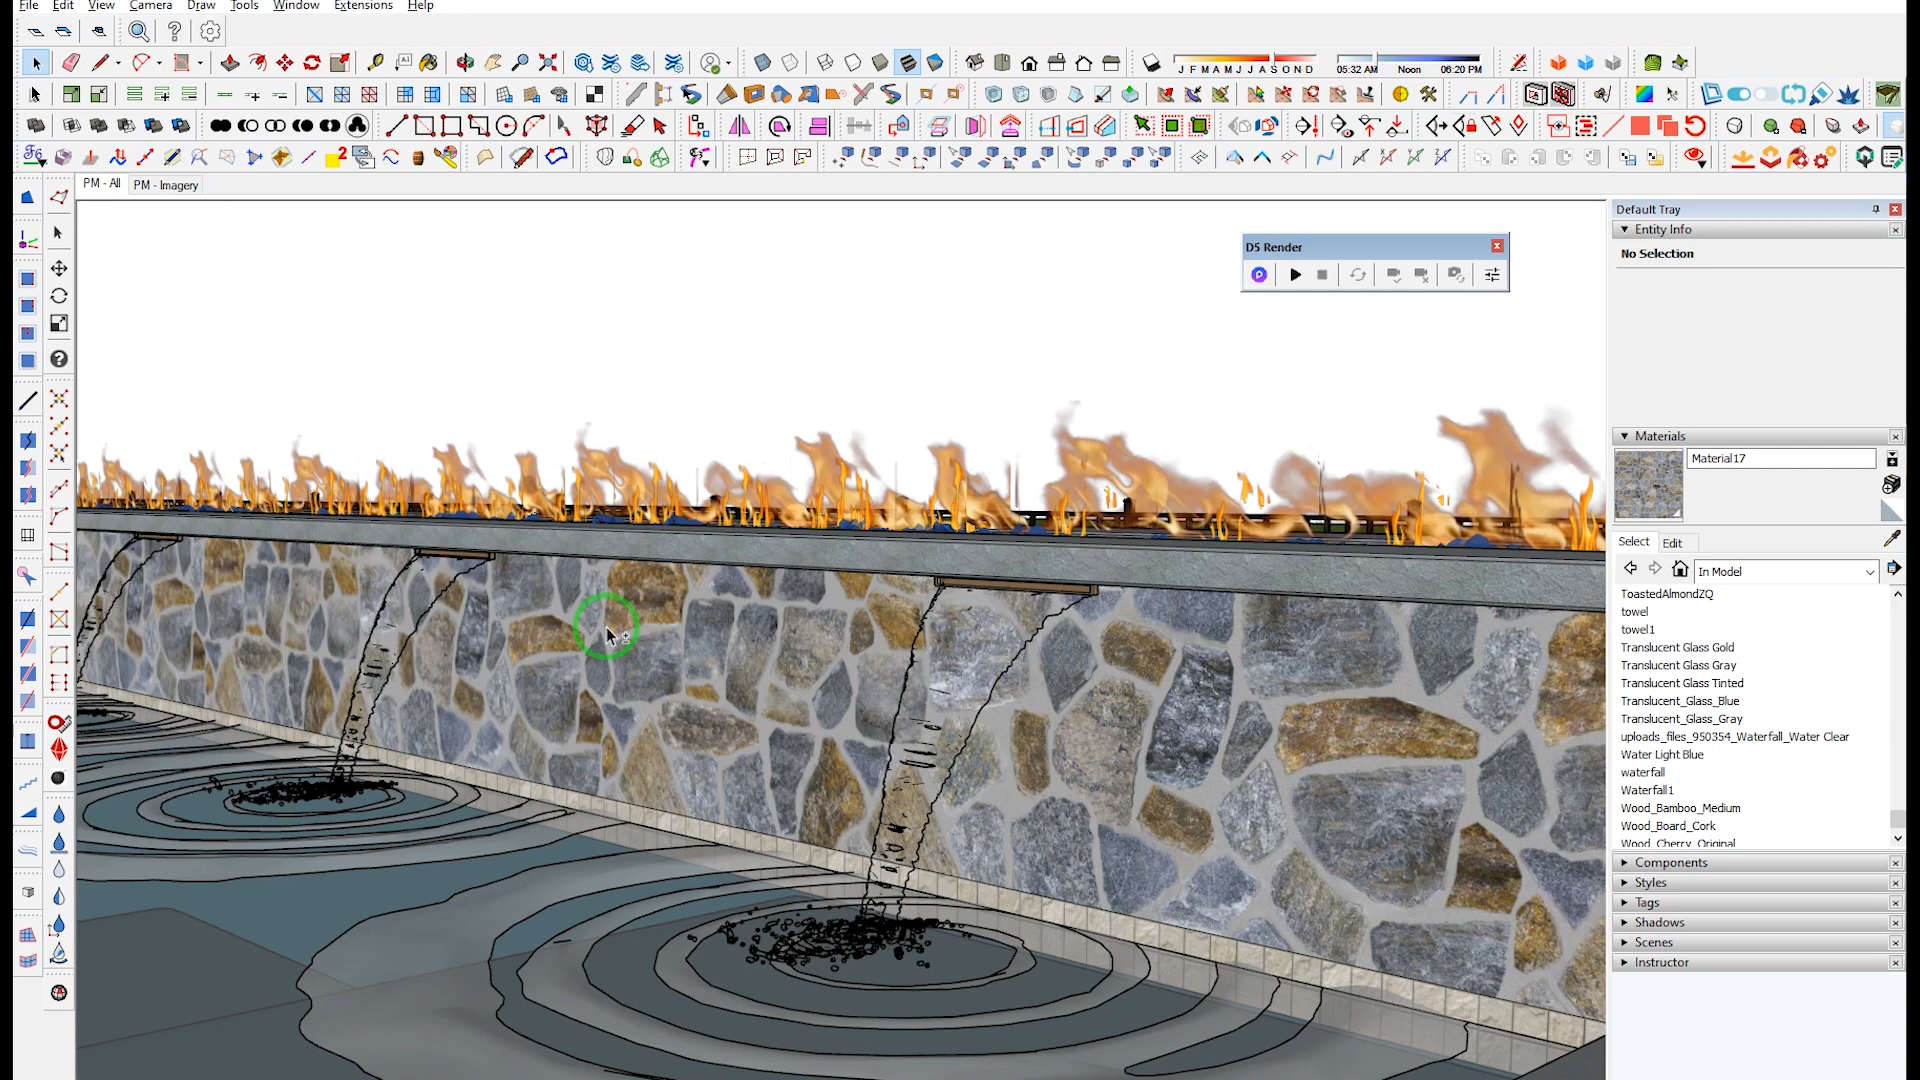 File Edit View Camera Draw Tools Window Extensions Help
J F M A M J J A S O N D 05:32 AM Noon 06:20 PM
PM - All PM - Imagery
Default Tray
Entity Info
No Selection
D5 Render
Materials
Material17
Select Edit
In Model
ToastedAlmondZQ
towel
towel1
Translucent Glass Gold
Translucent Glass Gray
Translucent Glass Tinted
Translucent_Glass_Blue
Translucent_Glass_Gray
uploads_files_950354_Waterfall_Water Clear
Water Light Blue
waterfall
Waterfall1
Wood_Bamboo_Medium
Wood_Board_Cork
Wood_Cherry_Original
Components
Styles
Tags
Shadows
Scenes
Instructor